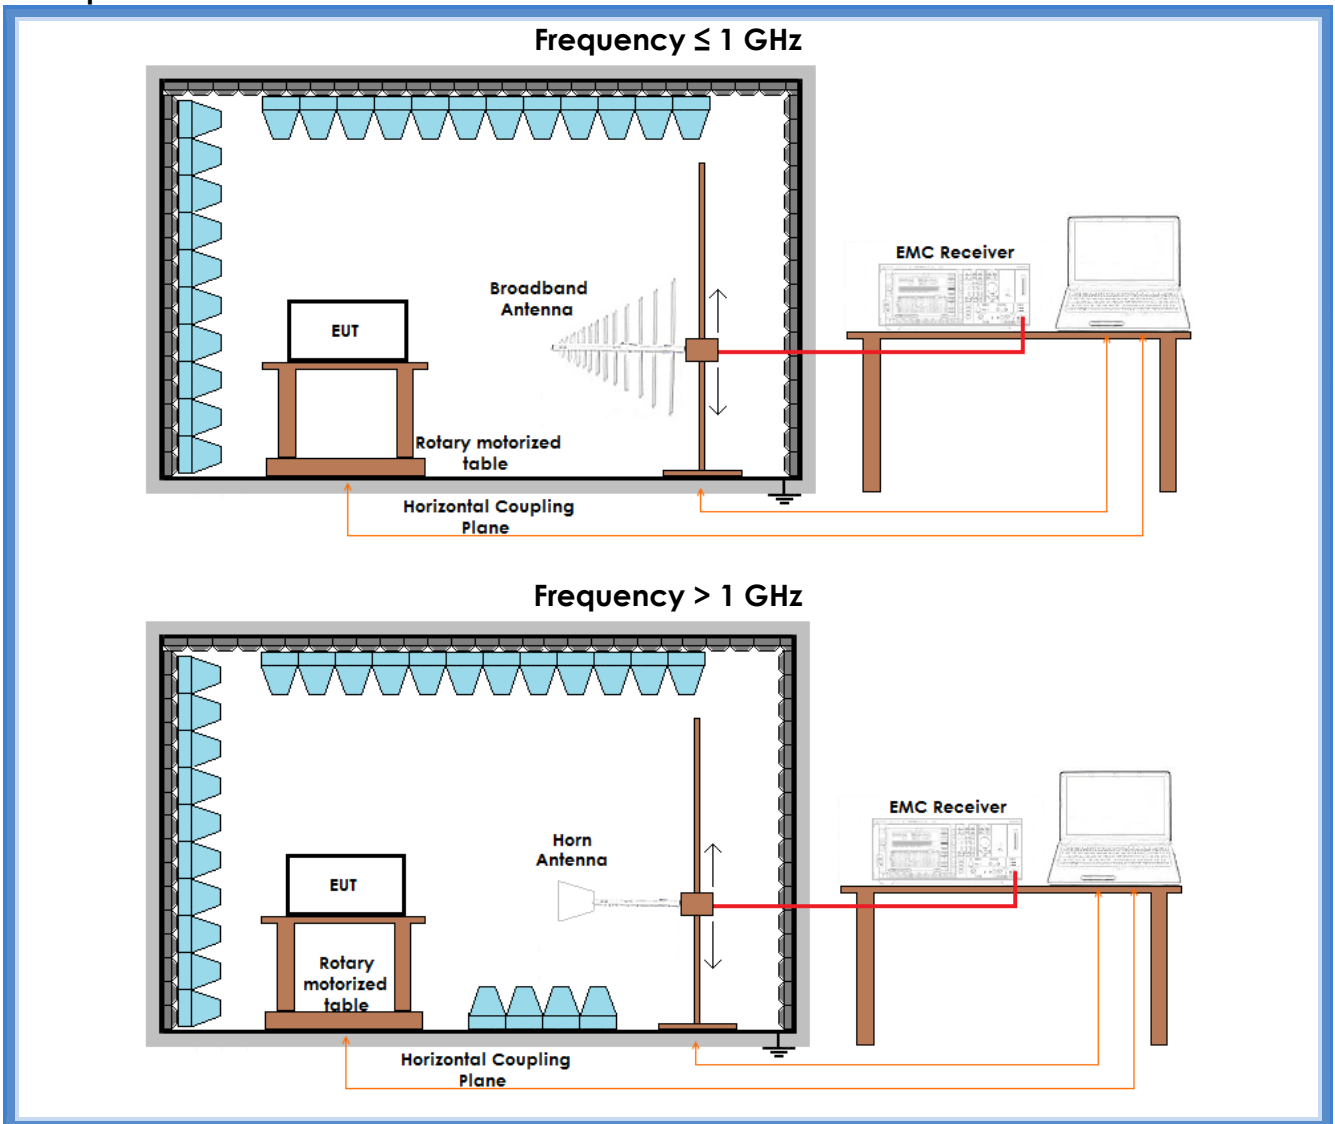 Frequency ≤ 1 GHz
EMC Receiver
Broadband
Antenna
EUT
Rotary motorized
table
Horizontal Coupling
Plane
Frequency > 1 GHz
EMC Receiver
Horn
Antenna
EUT
Rotary
motorized
table
Horizontal Coupling
Plane